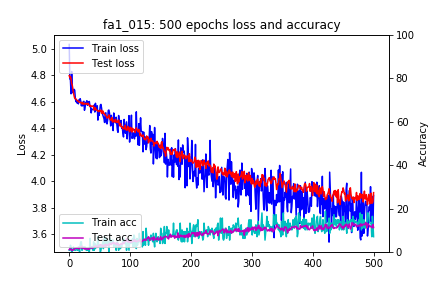 fa1_015: 500 epochs loss and accuracy
Train loss
Test loss
Train acc
Test acc
Loss
Accuracy
5.0
4.8
4.6
4.4
4.2
4.0
3.8
3.6
100
80
60
40
20
0
0 100 200 300 400 500